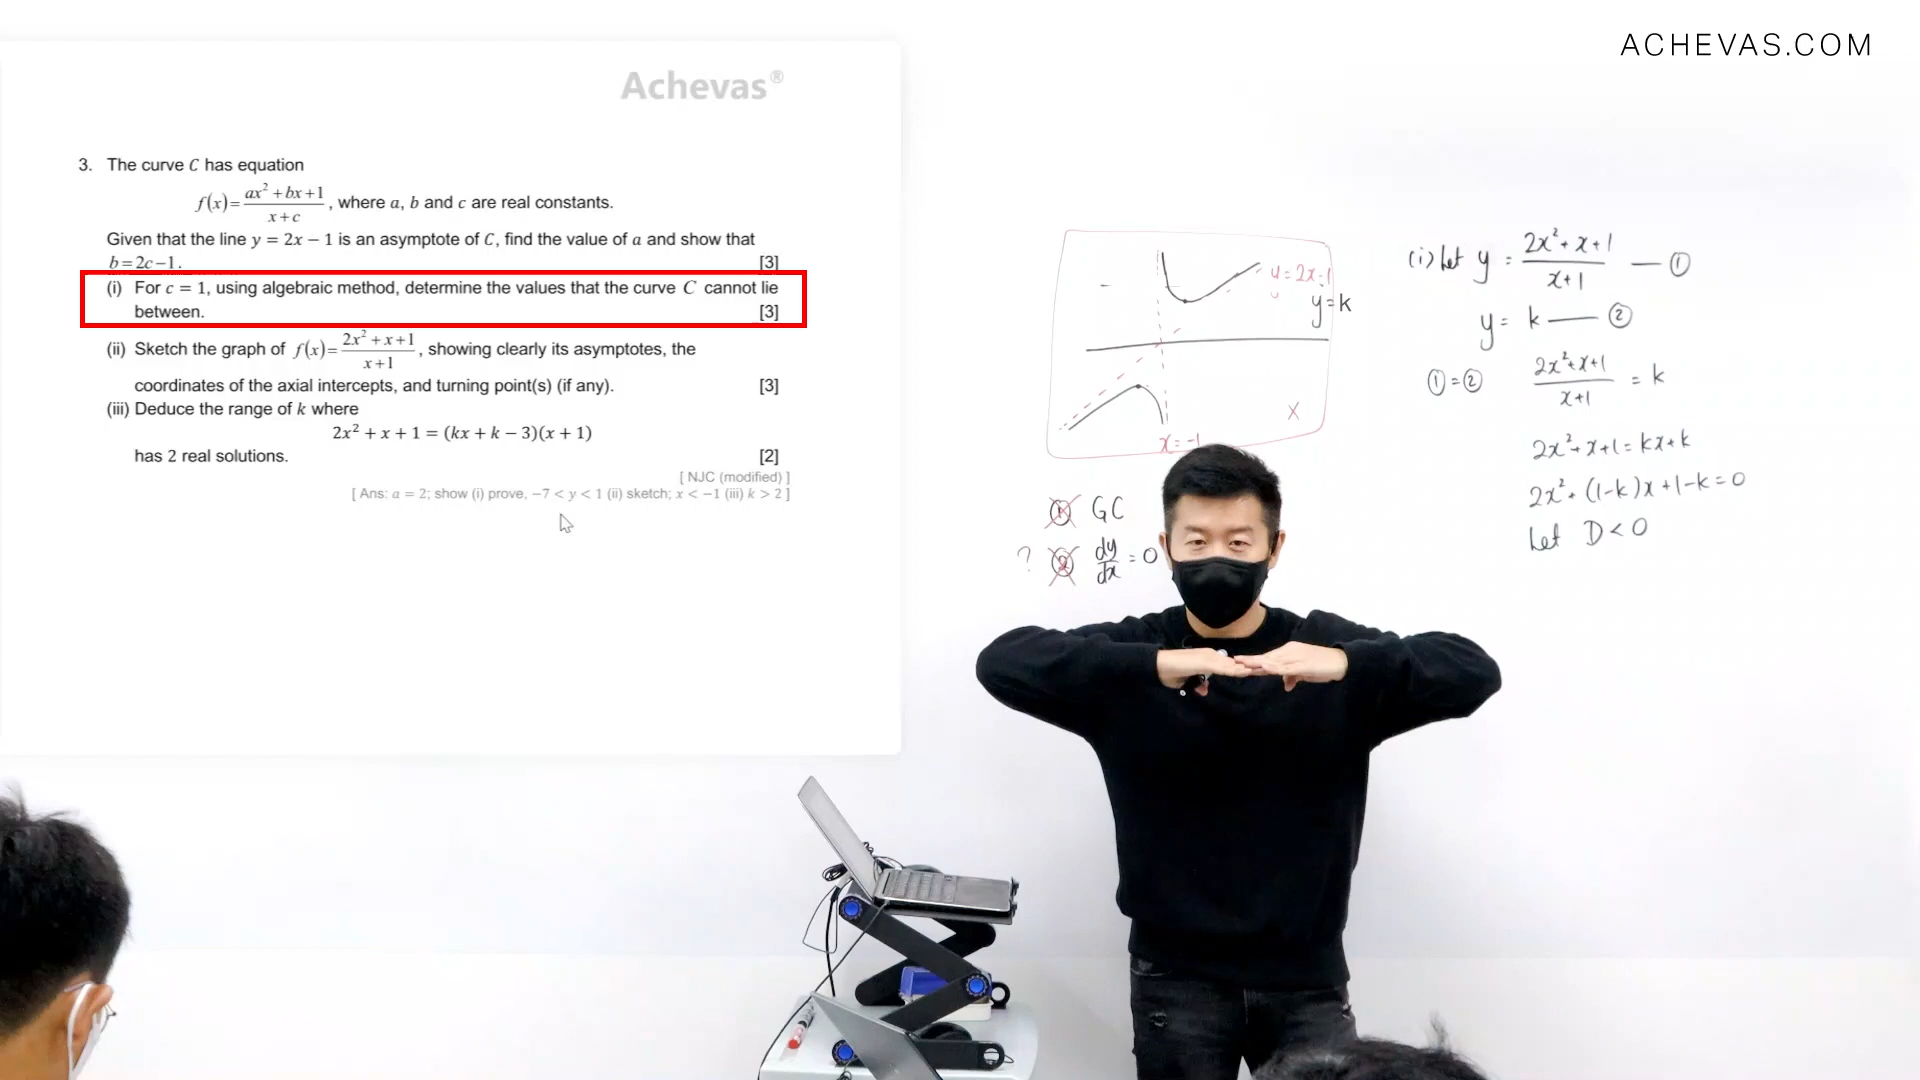 ACHEVAS.COM
Achevas®
3. The curve C has equation
f(x)= (ax² + bx + 1)/(x + c), where a, b and c are real constants.
Given that the line y = 2x − 1 is an asymptote of C, find the value of a and show that
b = 2c − 1. [3]
(i) For c = 1, using algebraic method, determine the values that the curve C cannot lie
between. [3]
(ii) Sketch the graph of f(x)= (2x² + x + 1)/(x + 1), showing clearly its asymptotes, the
coordinates of the axial intercepts, and turning point(s) (if any). [3]
(iii) Deduce the range of k where
2x² + x + 1 = (kx + k − 3)(x + 1)
has 2 real solutions. [2]
[ NJC (modified) ]
[ Ans: a = 2; show (i) prove, −7 < y < 1 (ii) sketch; x < −1 (iii) k > 2 ]
y = 2x-1
y = k
x
x = -1
① GC
? ② dy/dx = 0
(i) Let y = (2x² + x + 1)/(x + 1) — ①
y = k — ②
① = ② (2x² + x + 1)/(x + 1) = k
2x² + x + 1 = kx + k
2x² + (1-k)x + 1-k = 0
Let D < 0